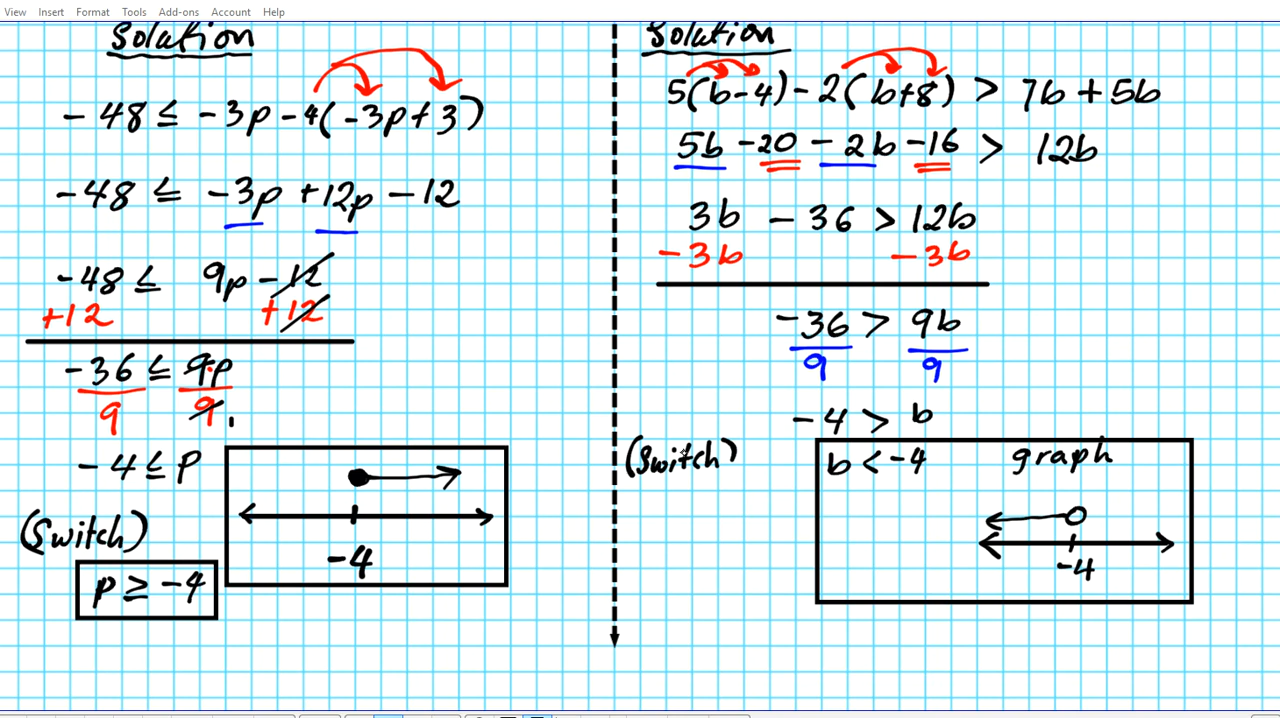 View Insert Format Tools Add-ons Account Help
Solution
-48 ≤ -3p -4(-3p+3)
-48 ≤ -3p +12p -12
-48 ≤ 9p -12
+12 +12
-36 ≤ 9p
9 9
-4 ≤ p
(Switch)
p ≥ -4
-4
Solution
5(b-4)-2(b+8) > 7b+5b
5b -20 -2b -16 > 12b
3b -36 > 12b
-3b -3b
-36 > 9b
9 9
-4 > b
(Switch)
b < -4 graph
-4